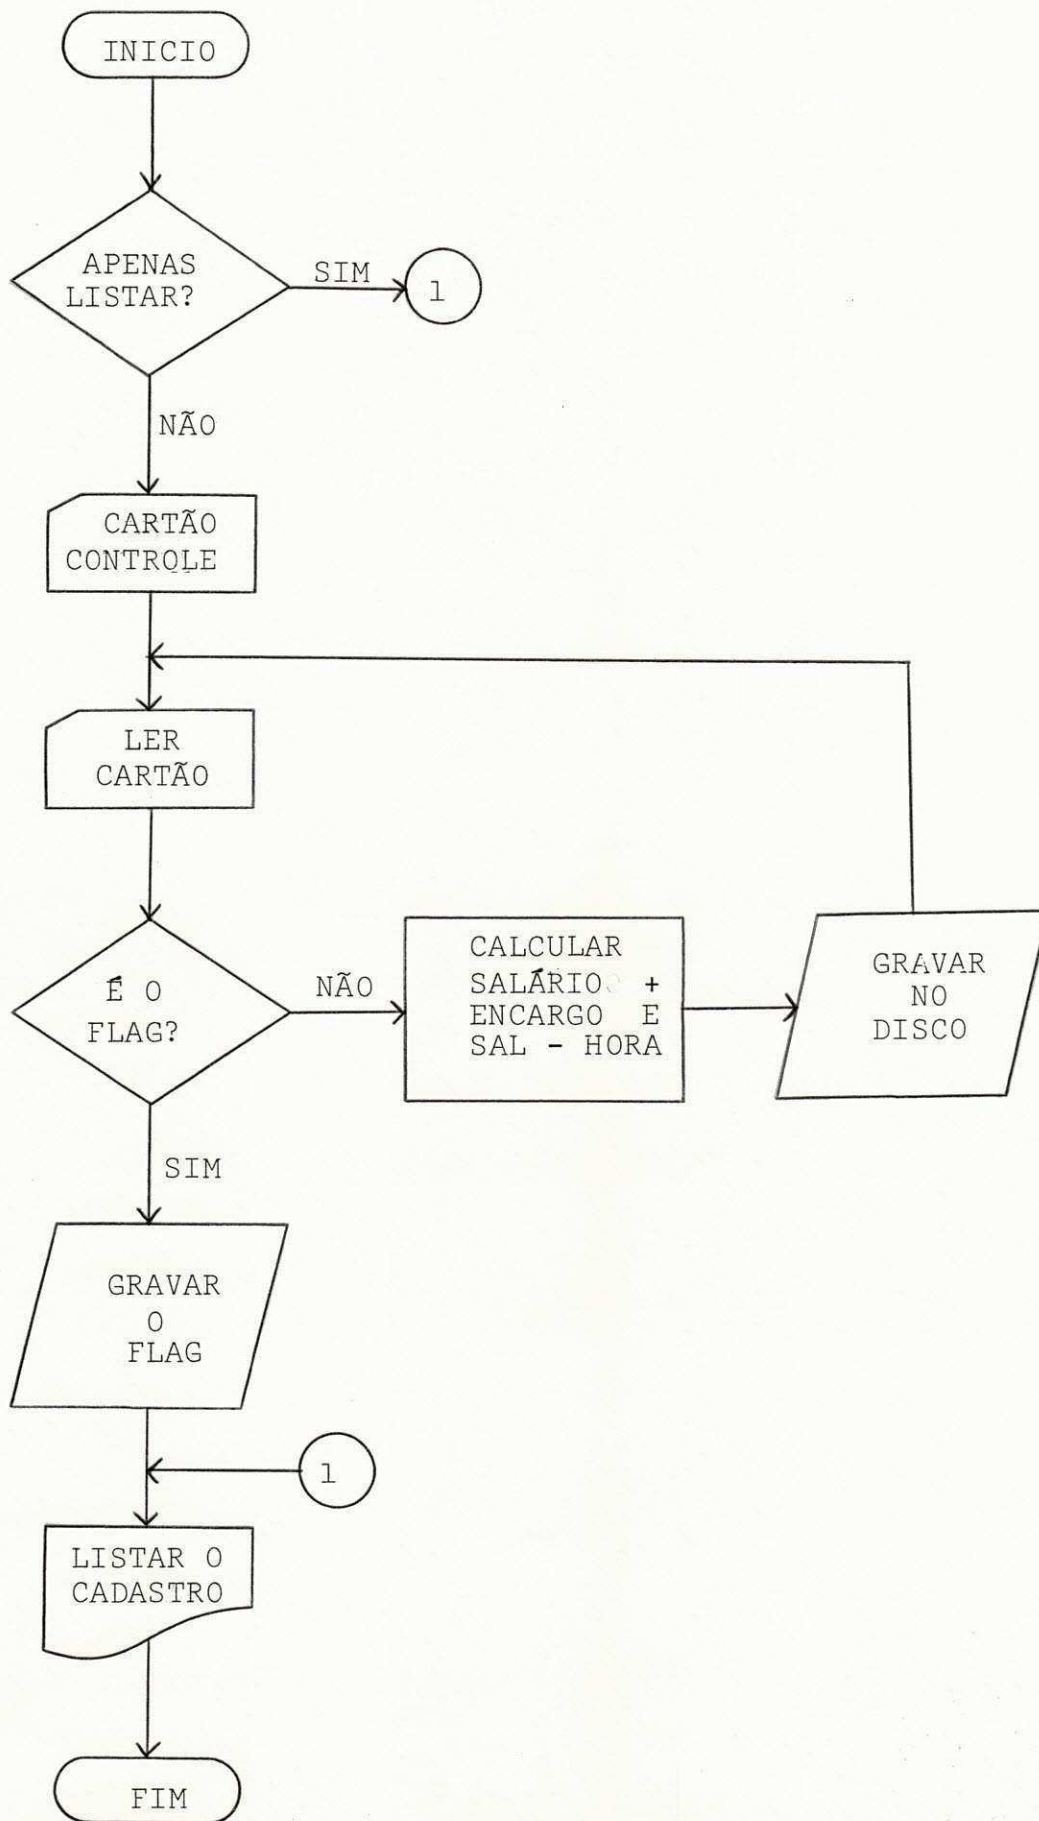 INICIO
APENAS
LISTAR?
SIM
1
NÃO
CARTÃO
CONTROLE
LER
CARTÃO
É O
FLAG?
NÃO
CALCULAR
SALÁRIO +
ENCARGO E
SAL - HORA
GRAVAR
NO
DISCO
SIM
GRAVAR
O
FLAG
1
LISTAR O
CADASTRO
FIM